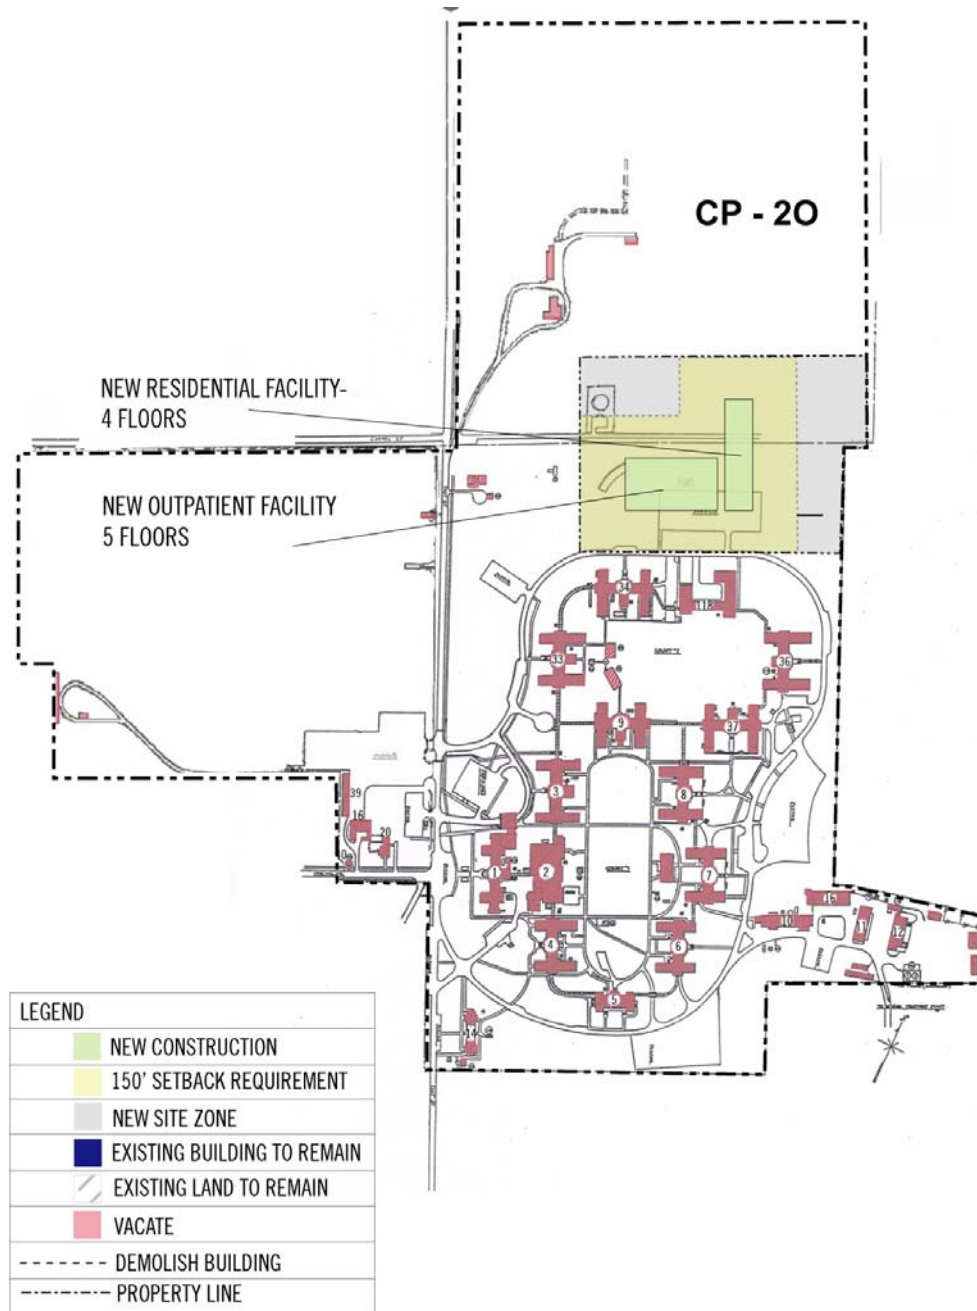 CP - 2O
NEW RESIDENTIAL FACILITY-
4 FLOORS
NEW OUTPATIENT FACILITY
5 FLOORS
34
118
33
36
9
37
3
8
39
16
20
1
2
7
16
10
11
12
4
6
5
14
LEGEND
NEW CONSTRUCTION
150' SETBACK REQUIREMENT
NEW SITE ZONE
EXISTING BUILDING TO REMAIN
EXISTING LAND TO REMAIN
VACATE
DEMOLISH BUILDING
PROPERTY LINE